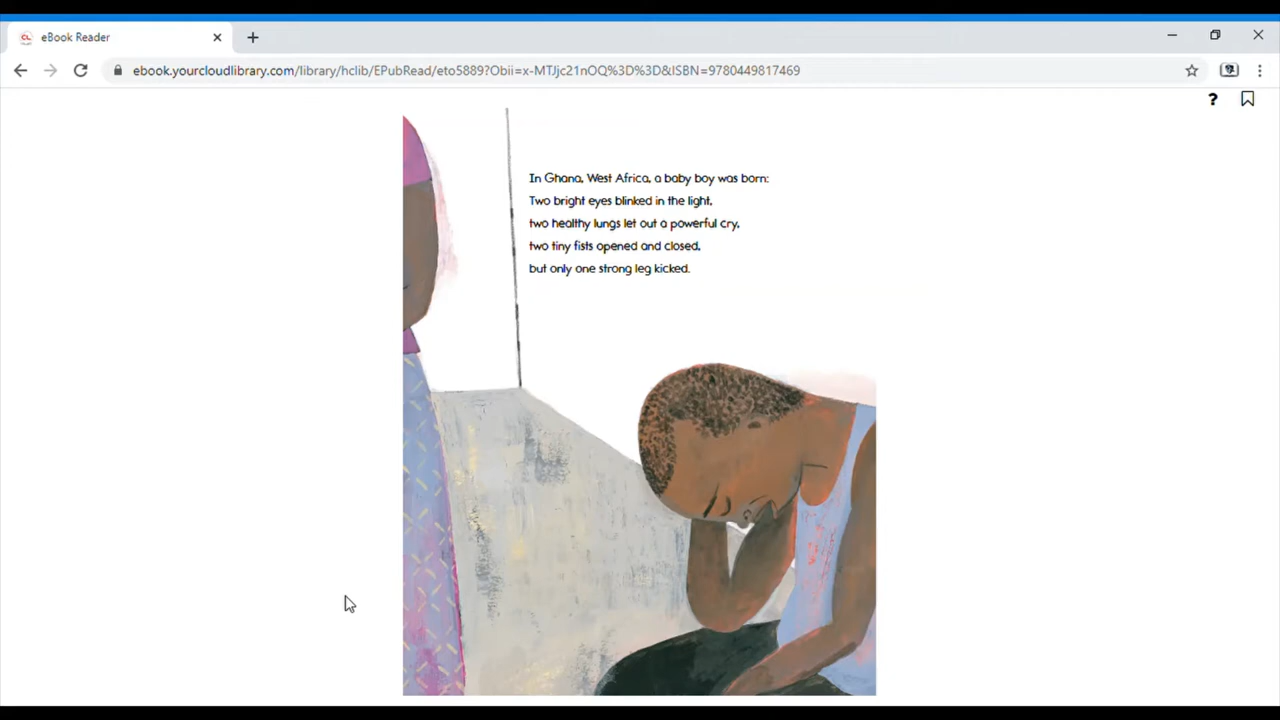 eBook Reader
ebook.yourcloudlibrary.com/library/hclib/EPubRead/eto5889?Obii=x-MTJjc21nOQ%3D%3D&ISBN=9780449817469
In Ghana, West Africa, a baby boy was born:
Two bright eyes blinked in the light,
two healthy lungs let out a powerful cry,
two tiny fists opened and closed,
but only one strong leg kicked.